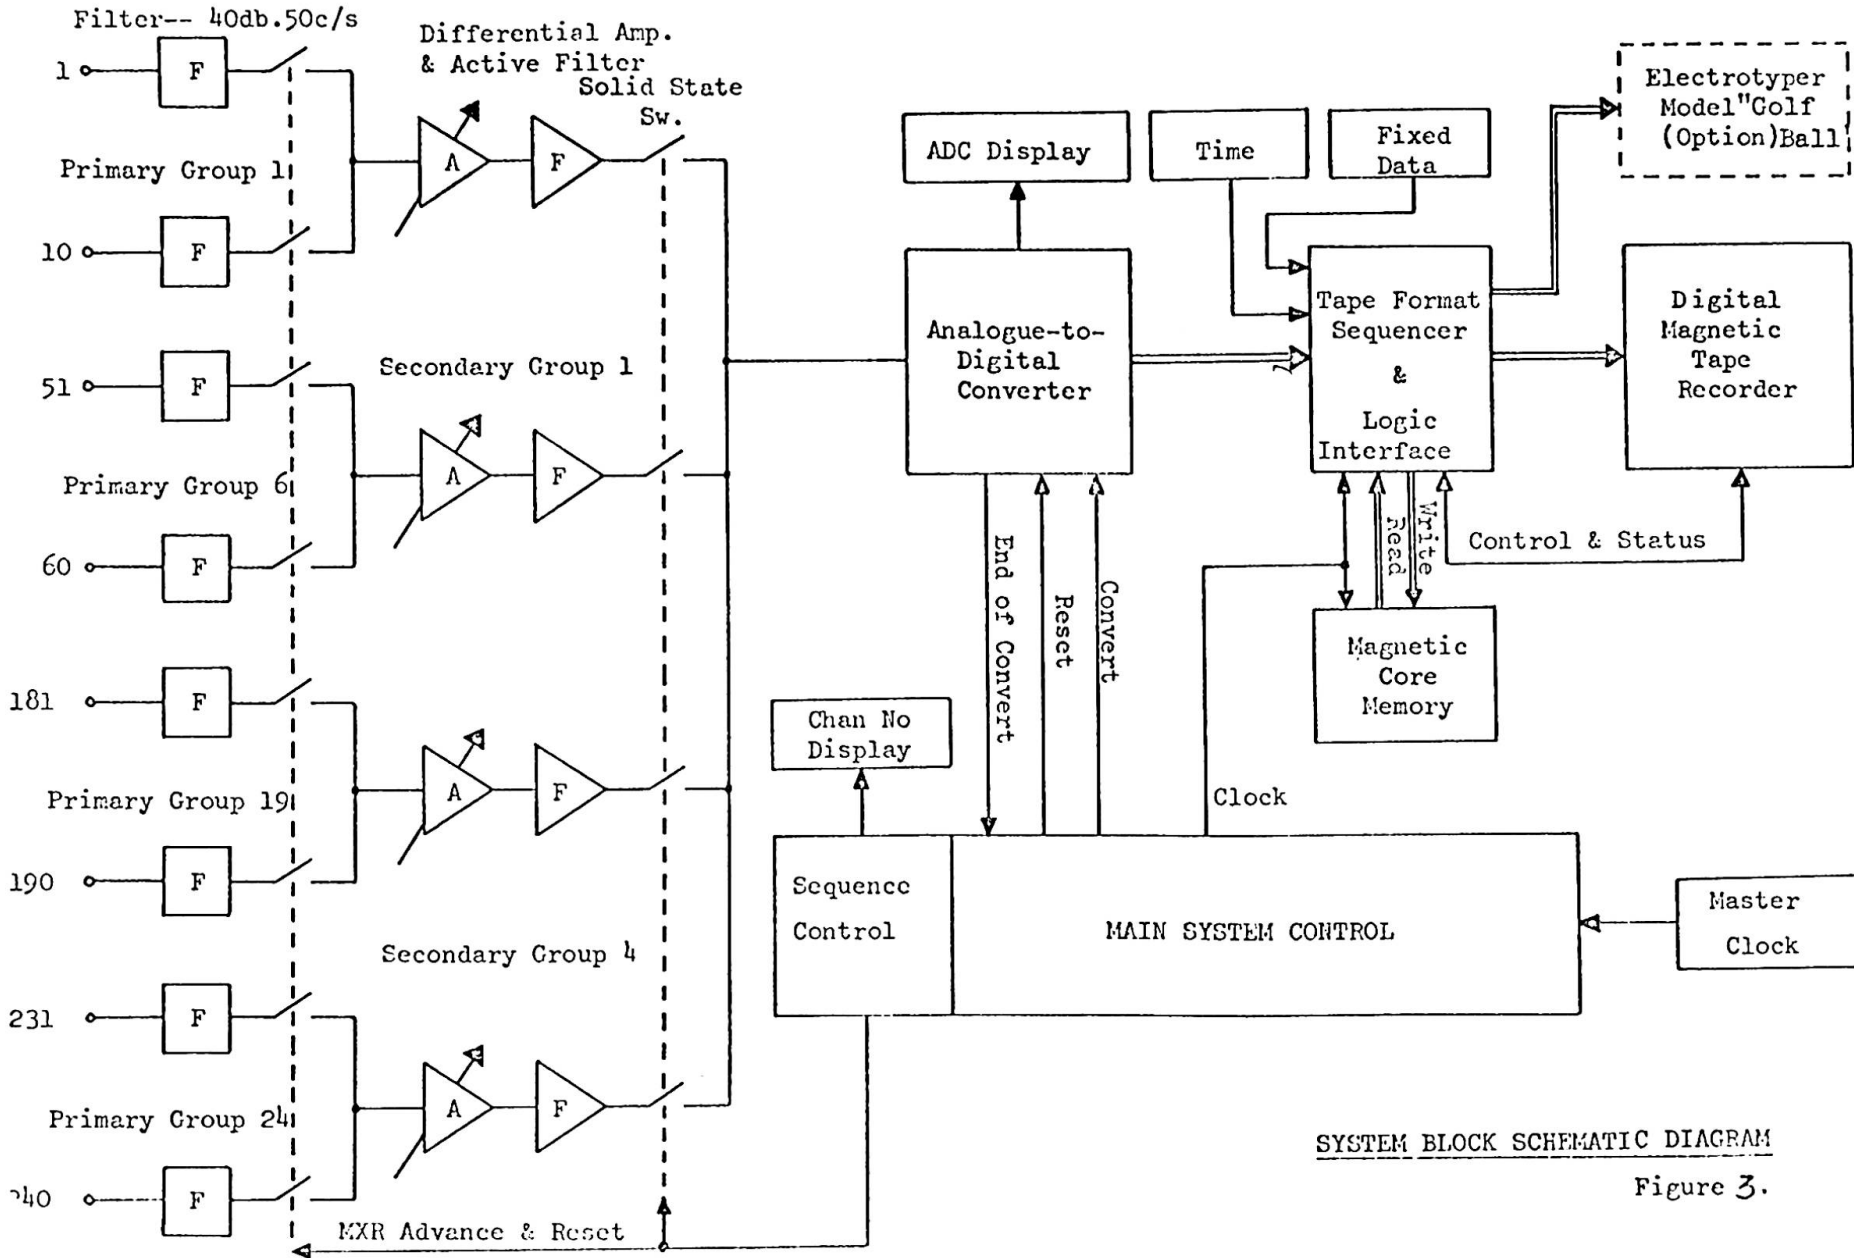 Filter-- 40db.50c/s
1
F
Differential Amp.
& Active Filter
Solid State
Sw.
Primary Group 1
A
F
10
F
51
F
Secondary Group 1
Primary Group 6
A
F
60
F
181
F
Primary Group 19
A
F
190
F
Secondary Group 4
231
F
Primary Group 24
A
F
240
F
MXR Advance & Reset
ADC Display
Time
Fixed
Data
Electrotyper
Model"Golf
(Option)Ball
Analogue-to-
Digital
Converter
Tape Format
Sequencer
&
Logic
Interface
Digital
Magnetic
Tape
Recorder
End of Convert
Reset
Convert
Read
Write
Control & Status
Magnetic
Core
Memory
Chan No
Display
Clock
Sequence
Control
MAIN SYSTEM CONTROL
Master
Clock
SYSTEM BLOCK SCHEMATIC DIAGRAM
Figure 3.